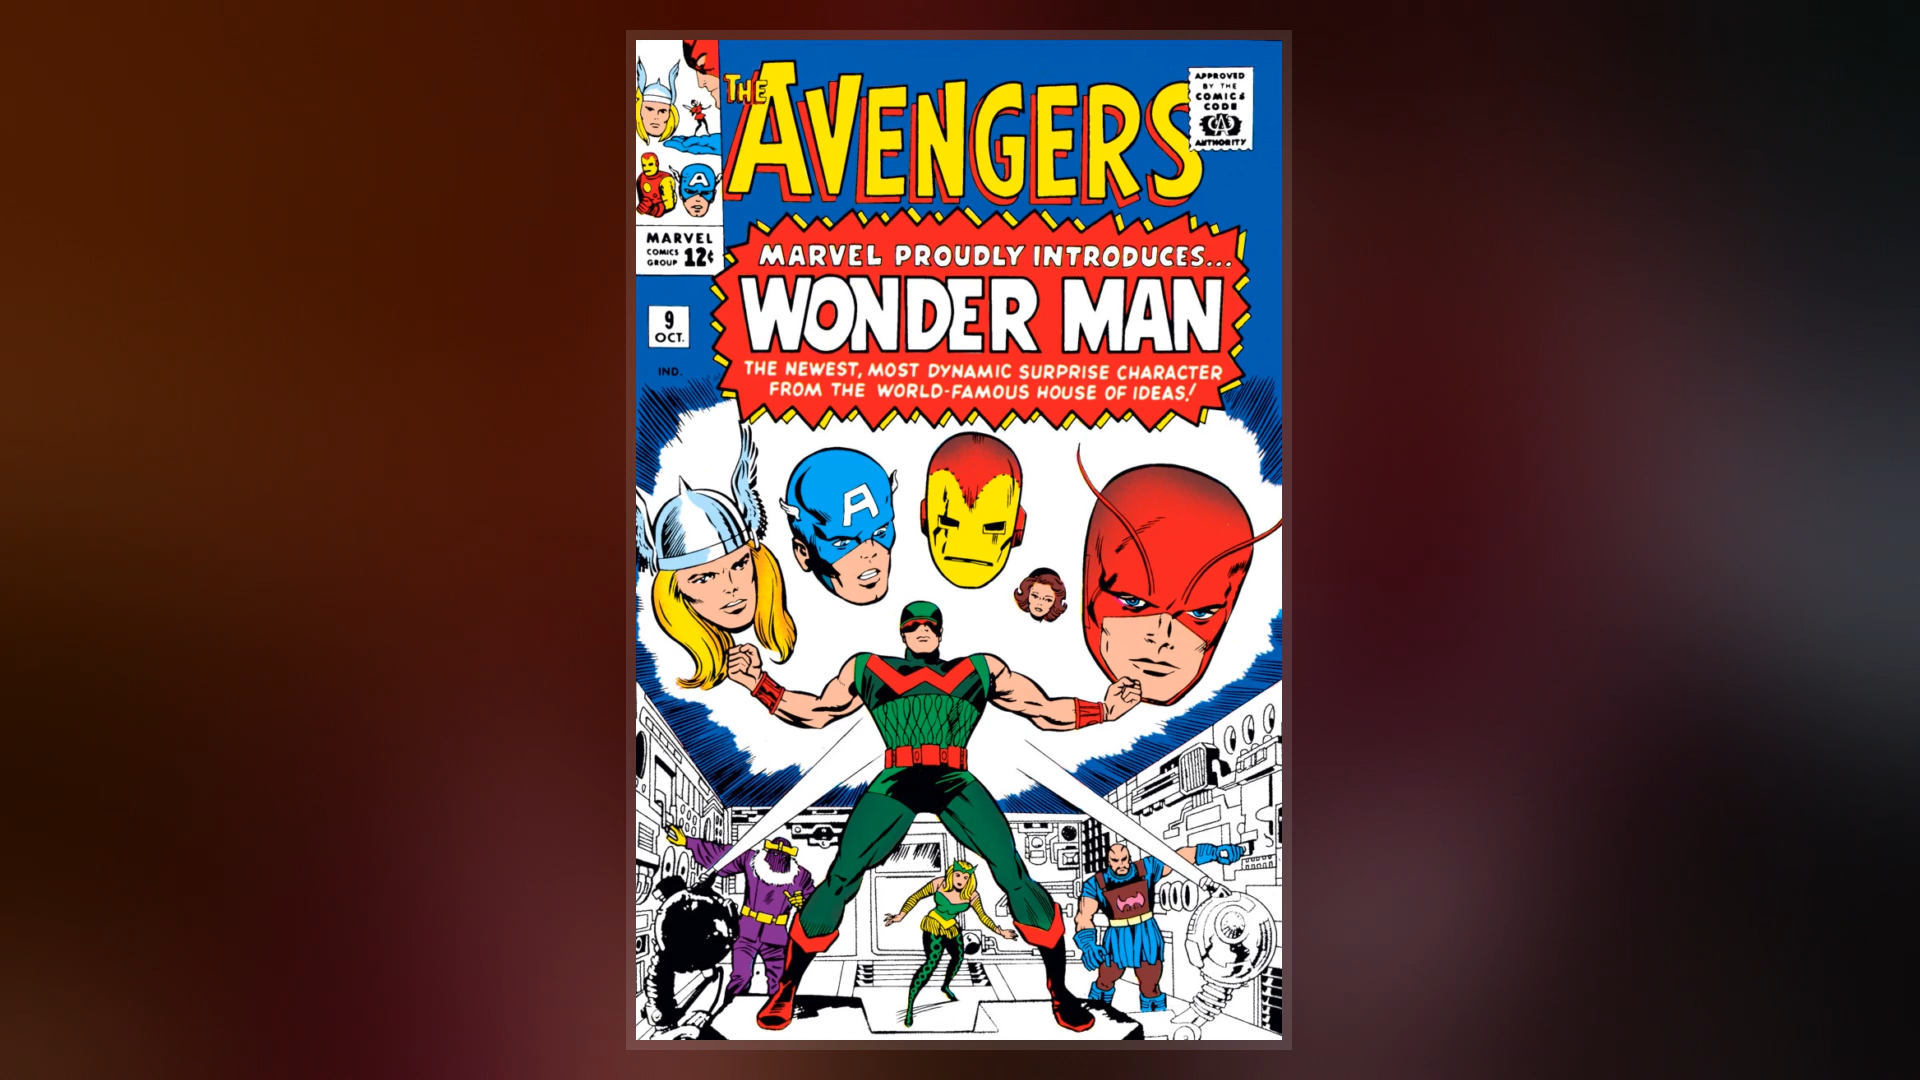 THE
AVENGERS
APPROVED
BY THE
COMICS
CODE
CA
AUTHORITY
A
MARVEL
COMICS
GROUP 12¢
9
OCT.
IND.
MARVEL PROUDLY INTRODUCES...
WONDER MAN
THE NEWEST, MOST DYNAMIC SURPRISE CHARACTER
FROM THE WORLD-FAMOUS HOUSE OF IDEAS!
A